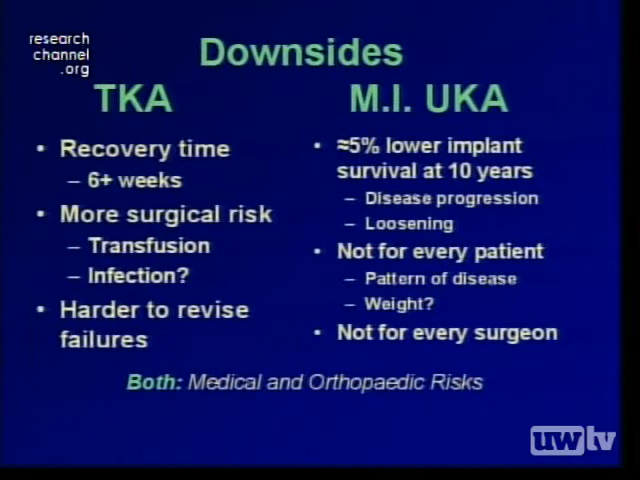 research
channel
.org
Downsides
TKA
• Recovery time
– 6+ weeks
• More surgical risk
– Transfusion
– Infection?
• Harder to revise
failures
M.I. UKA
• ≈5% lower implant
survival at 10 years
– Disease progression
– Loosening
• Not for every patient
– Pattern of disease
– Weight?
• Not for every surgeon
Both: Medical and Orthopaedic Risks
uwtv